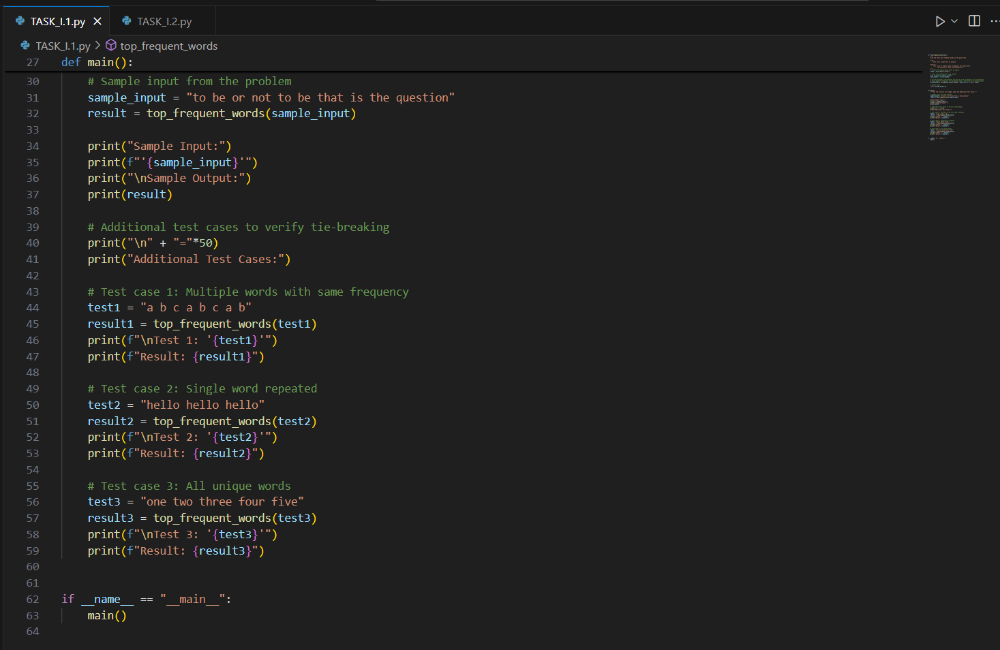 TASK_I.1.py
TASK_I.2.py
TASK_I.1.py > top_frequent_words
27 def main():
30     # Sample input from the problem
31     sample_input = "to be or not to be that is the question"
32     result = top_frequent_words(sample_input)
33
34     print("Sample Input:")
35     print(f"'{sample_input}'")
36     print("\nSample Output:")
37     print(result)
38
39     # Additional test cases to verify tie-breaking
40     print("\n" + "="*50)
41     print("Additional Test Cases:")
42
43     # Test case 1: Multiple words with same frequency
44     test1 = "a b c a b c a b"
45     result1 = top_frequent_words(test1)
46     print(f"\nTest 1: '{test1}'")
47     print(f"Result: {result1}")
48
49     # Test case 2: Single word repeated
50     test2 = "hello hello hello"
51     result2 = top_frequent_words(test2)
52     print(f"\nTest 2: '{test2}'")
53     print(f"Result: {result2}")
54
55     # Test case 3: All unique words
56     test3 = "one two three four five"
57     result3 = top_frequent_words(test3)
58     print(f"\nTest 3: '{test3}'")
59     print(f"Result: {result3}")
60
61
62 if __name__ == "__main__":
63     main()
64